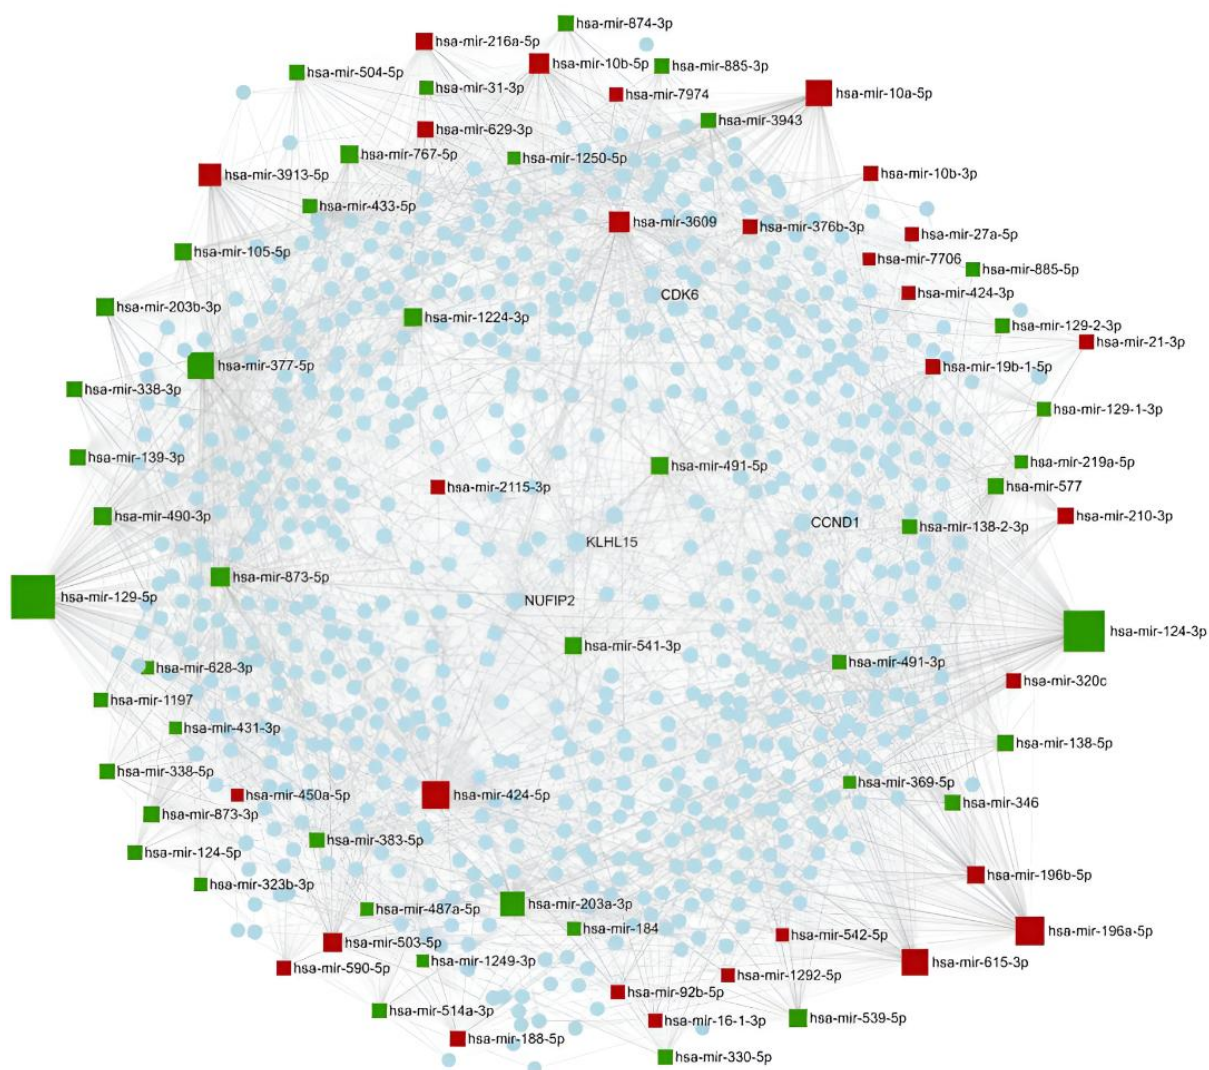 hsa-mir-874-3p
hsa-mir-216a-5p
hsa-mir-10b-5p
hsa-mir-885-3p
hsa-mir-504-5p
hsa-mir-31-3p
hsa-mir-7974
hsa-mir-10a-5p
hsa-mir-3943
hsa-mir-629-3p
hsa-mir-767-5p
hsa-mir-1250-5p
hsa-mir-3913-5p
hsa-mir-10b-3p
hsa-mir-433-5p
hsa-mir-3609
hsa-mir-376b-3p
hsa-mir-27a-5p
hsa-mir-105-5p
hsa-mir-7706
hsa-mir-885-5p
CDK6
hsa-mir-424-3p
hsa-mir-203b-3p
hsa-mir-1224-3p
hsa-mir-129-2-3p
hsa-mir-21-3p
hsa-mir-377-5p
hsa-mir-19b-1-5p
hsa-mir-338-3p
hsa-mir-129-1-3p
hsa-mir-139-3p
hsa-mir-491-5p
hsa-mir-219a-5p
hsa-mir-2115-3p
hsa-mir-577
hsa-mir-490-3p
hsa-mir-210-3p
CCND1
hsa-mir-138-2-3p
KLHL15
hsa-mir-873-5p
hsa-mir-129-5p
NUFIP2
hsa-mir-124-3p
hsa-mir-541-3p
hsa-mir-491-3p
hsa-mir-628-3p
hsa-mir-320c
hsa-mir-1197
hsa-mir-431-3p
hsa-mir-138-5p
hsa-mir-338-5p
hsa-mir-369-5p
hsa-mir-450a-5p
hsa-mir-424-5p
hsa-mir-346
hsa-mir-873-3p
hsa-mir-383-5p
hsa-mir-124-5p
hsa-mir-196b-5p
hsa-mir-323b-3p
hsa-mir-203a-3p
hsa-mir-487a-5p
hsa-mir-184
hsa-mir-196a-5p
hsa-mir-542-5p
hsa-mir-503-5p
hsa-mir-1249-3p
hsa-mir-615-3p
hsa-mir-590-5p
hsa-mir-1292-5p
hsa-mir-92b-5p
hsa-mir-514a-3p
hsa-mir-539-5p
hsa-mir-16-1-3p
hsa-mir-188-5p
hsa-mir-330-5p